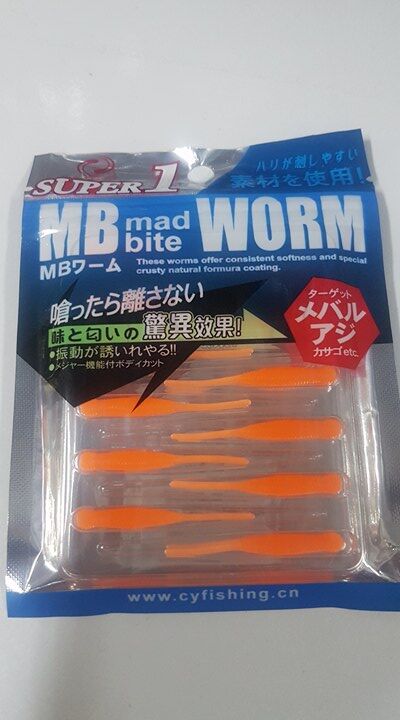 SUPER 1
ハリが刺しやすい
素材を使用!
MB mad bite WORM
MBワーム
These worms offer consistent softness and special
crusty natural formura coating.
喰ったら離さない
味と匂いの驚異効果!
•振動が誘いれやる!!
•メジャー機能付ボディカット
ターゲット
メバル
アジ
カサゴetc.
www.cyfishing.cn